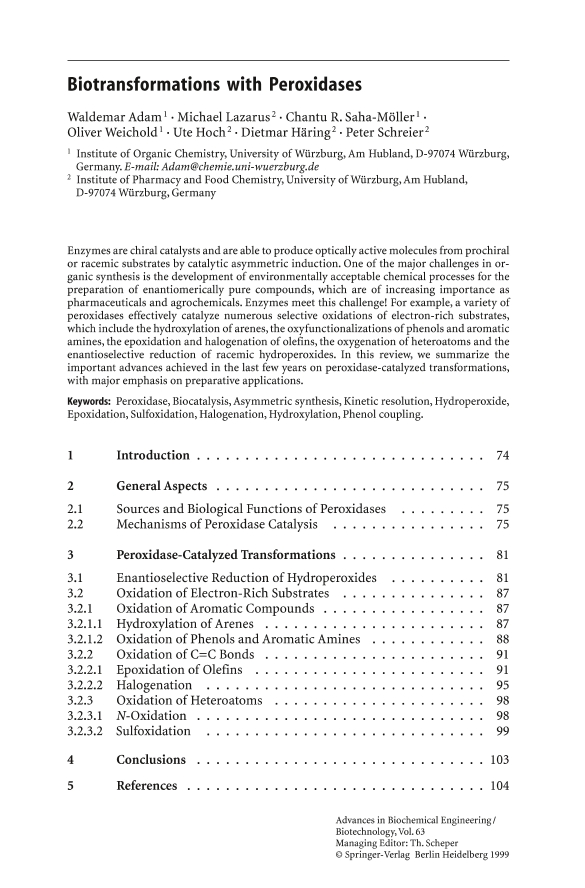 Biotransformations with Peroxidases
Waldemar Adam 1 · Michael Lazarus 2 · Chantu R. Saha-Möller 1 ·
Oliver Weichold 1 · Ute Hoch 2 · Dietmar Häring 2 · Peter Schreier 2
1 Institute of Organic Chemistry, University of Würzburg, Am Hubland, D-97074 Würzburg,
Germany. E-mail: Adam@chemie.uni-wuerzburg.de
2 Institute of Pharmacy and Food Chemistry, University of Würzburg, Am Hubland,
D-97074 Würzburg, Germany
Enzymes are chiral catalysts and are able to produce optically active molecules from prochiral
or racemic substrates by catalytic asymmetric induction. One of the major challenges in or-
ganic synthesis is the development of environmentally acceptable chemical processes for the
preparation of enantiomerically pure compounds, which are of increasing importance as
pharmaceuticals and agrochemicals. Enzymes meet this challenge! For example, a variety of
peroxidases effectively catalyze numerous selective oxidations of electron-rich substrates,
which include the hydroxylation of arenes, the oxyfunctionalizations of phenols and aromatic
amines, the epoxidation and halogenation of olefins, the oxygenation of heteroatoms and the
enantioselective reduction of racemic hydroperoxides. In this review, we summarize the
important advances achieved in the last few years on peroxidase-catalyzed transformations,
with major emphasis on preparative applications.
Keywords: Peroxidase, Biocatalysis, Asymmetric synthesis, Kinetic resolution, Hydroperoxide,
Epoxidation, Sulfoxidation, Halogenation, Hydroxylation, Phenol coupling.
1 Introduction . . . . . . . . . . . . . . . . . . . . . . . . . . . . . . 74
2 General Aspects . . . . . . . . . . . . . . . . . . . . . . . . . . . . 75
2.1 Sources and Biological Functions of Peroxidases . . . . . . . . . 75
2.2 Mechanisms of Peroxidase Catalysis . . . . . . . . . . . . . . . . 75
3 Peroxidase-Catalyzed Transformations . . . . . . . . . . . . . . . 81
3.1 Enantioselective Reduction of Hydroperoxides . . . . . . . . . . 81
3.2 Oxidation of Electron-Rich Substrates . . . . . . . . . . . . . . . 87
3.2.1 Oxidation of Aromatic Compounds . . . . . . . . . . . . . . . . . 87
3.2.1.1 Hydroxylation of Arenes . . . . . . . . . . . . . . . . . . . . . . . 87
3.2.1.2 Oxidation of Phenols and Aromatic Amines . . . . . . . . . . . . 88
3.2.2 Oxidation of C=C Bonds . . . . . . . . . . . . . . . . . . . . . . . 91
3.2.2.1 Epoxidation of Olefins . . . . . . . . . . . . . . . . . . . . . . . . 91
3.2.2.2 Halogenation . . . . . . . . . . . . . . . . . . . . . . . . . . . . . 95
3.2.3 Oxidation of Heteroatoms . . . . . . . . . . . . . . . . . . . . . . 98
3.2.3.1 N-Oxidation . . . . . . . . . . . . . . . . . . . . . . . . . . . . . . 98
3.2.3.2 Sulfoxidation . . . . . . . . . . . . . . . . . . . . . . . . . . . . . 99
4 Conclusions . . . . . . . . . . . . . . . . . . . . . . . . . . . . . . . 103
5 References . . . . . . . . . . . . . . . . . . . . . . . . . . . . . . . . 104
Advances in Biochemical Engineering/
Biotechnology, Vol. 63
Managing Editor: Th. Scheper
© Springer-Verlag Berlin Heidelberg 1999